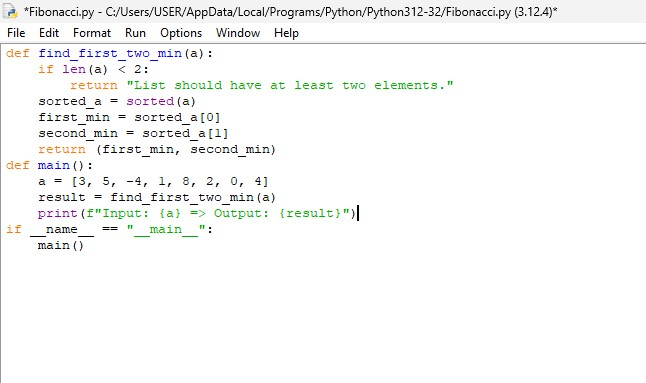 *Fibonacci.py - C:/Users/USER/AppData/Local/Programs/Python/Python312-32/Fibonacci.py (3.12.4)*
File Edit Format Run Options Window Help
def find_first_two_min(a):
    if len(a) < 2:
        return "List should have at least two elements."
    sorted_a = sorted(a)
    first_min = sorted_a[0]
    second_min = sorted_a[1]
    return (first_min, second_min)
def main():
    a = [3, 5, -4, 1, 8, 2, 0, 4]
    result = find_first_two_min(a)
    print(f"Input: {a} => Output: {result}")
if __name__ == "__main__":
    main()